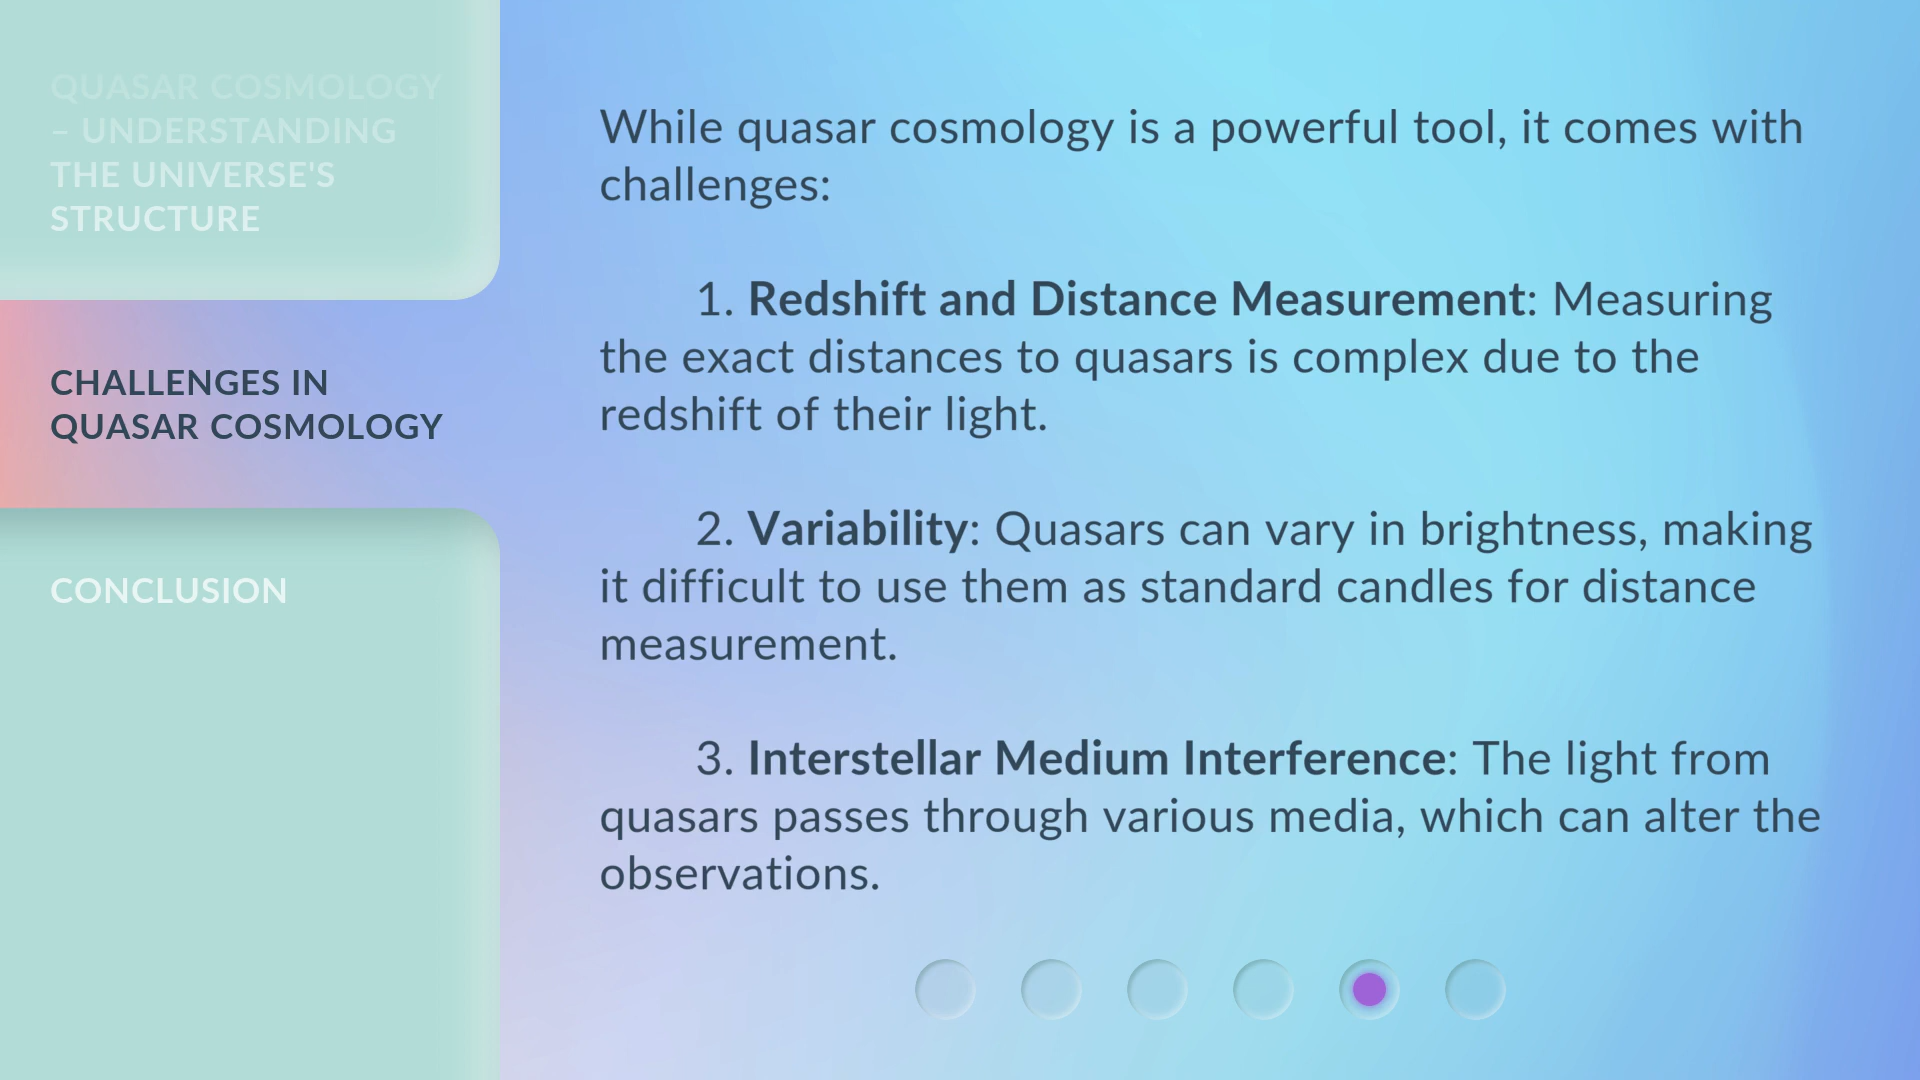 QUASAR COSMOLOGY
– UNDERSTANDING
THE UNIVERSE'S
STRUCTURE
CHALLENGES IN
QUASAR COSMOLOGY
CONCLUSION
While quasar cosmology is a powerful tool, it comes with
challenges:
1. Redshift and Distance Measurement: Measuring
the exact distances to quasars is complex due to the
redshift of their light.
2. Variability: Quasars can vary in brightness, making
it difficult to use them as standard candles for distance
measurement.
3. Interstellar Medium Interference: The light from
quasars passes through various media, which can alter the
observations.